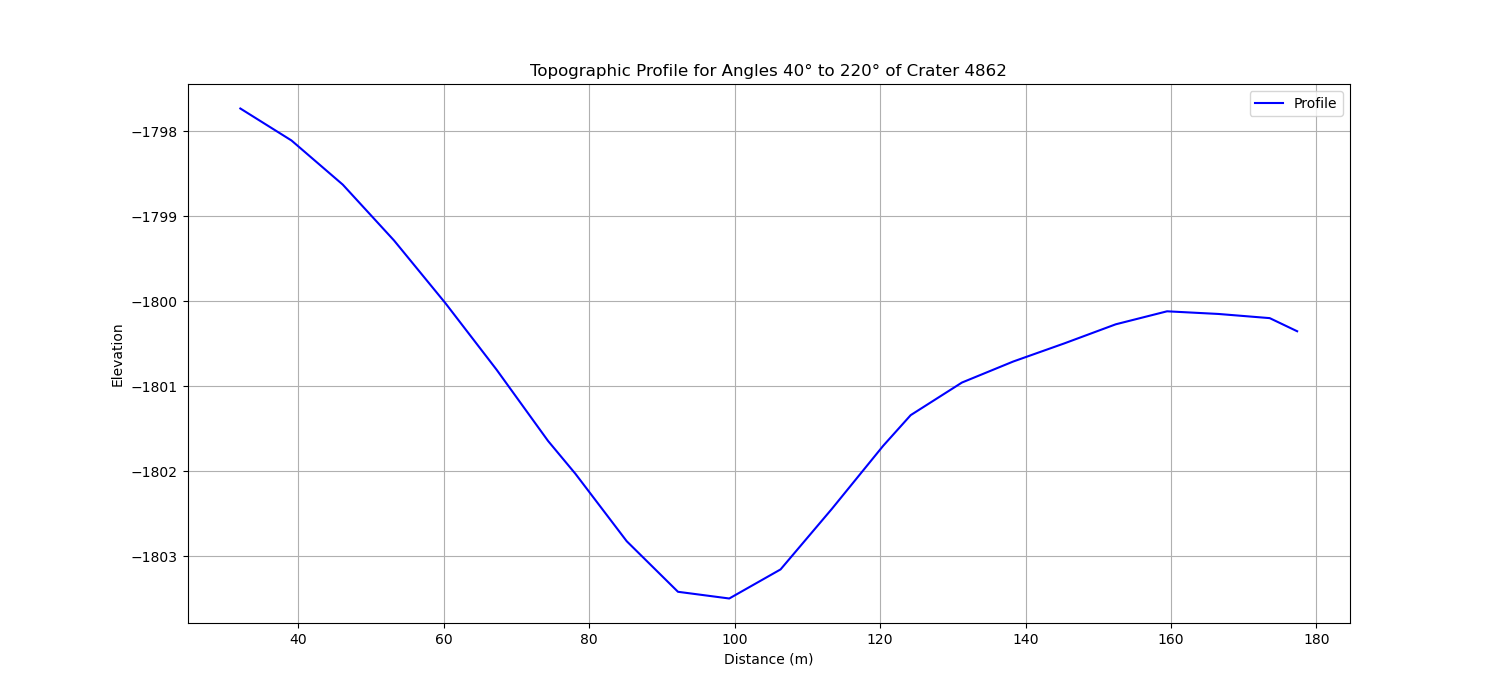 Topographic Profile for Angles 40° to 220° of Crater 4862
Profile
−1798
−1799
−1800
−1801
−1802
−1803
Elevation
40 60 80 100 120 140 160 180
Distance (m)